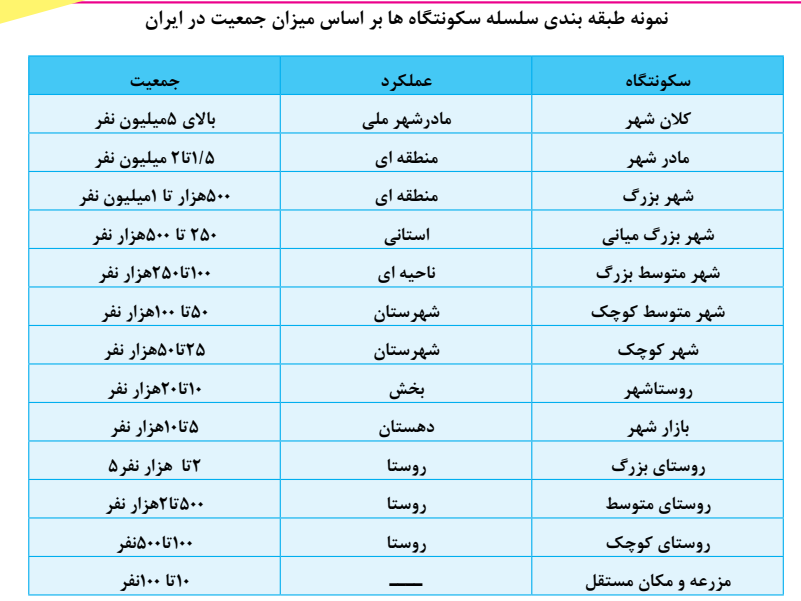 نمونه طبقه بندی سلسله سکونتگاه ها بر اساس میزان جمعیت در ایران
سکونتگاه عملکرد جمعیت
کلان شهر مادرشهر ملی بالای ۵میلیون نفر
مادر شهر منطقه ای ۱/۵تا۲ میلیون نفر
شهر بزرگ منطقه ای ۵۰۰هزار تا ۱میلیون نفر
شهر بزرگ میانی استانی ۲۵۰ تا ۵۰۰هزار نفر
شهر متوسط بزرگ ناحیه ای ۱۰۰تا۲۵۰هزار نفر
شهر متوسط کوچک شهرستان ۵۰تا ۱۰۰هزار نفر
شهر کوچک شهرستان ۲۵تا۵۰هزار نفر
روستاشهر بخش ۱۰تا۲۰هزار نفر
بازار شهر دهستان ۵تا۱۰هزار نفر
روستای بزرگ روستا ۲تا هزار نفر۵
روستای متوسط روستا ۵۰۰تا۲هزار نفر
روستای کوچک روستا ۱۰۰تا۵۰۰نفر
مزرعه و مکان مستقل —— ۱۰تا ۱۰۰نفر